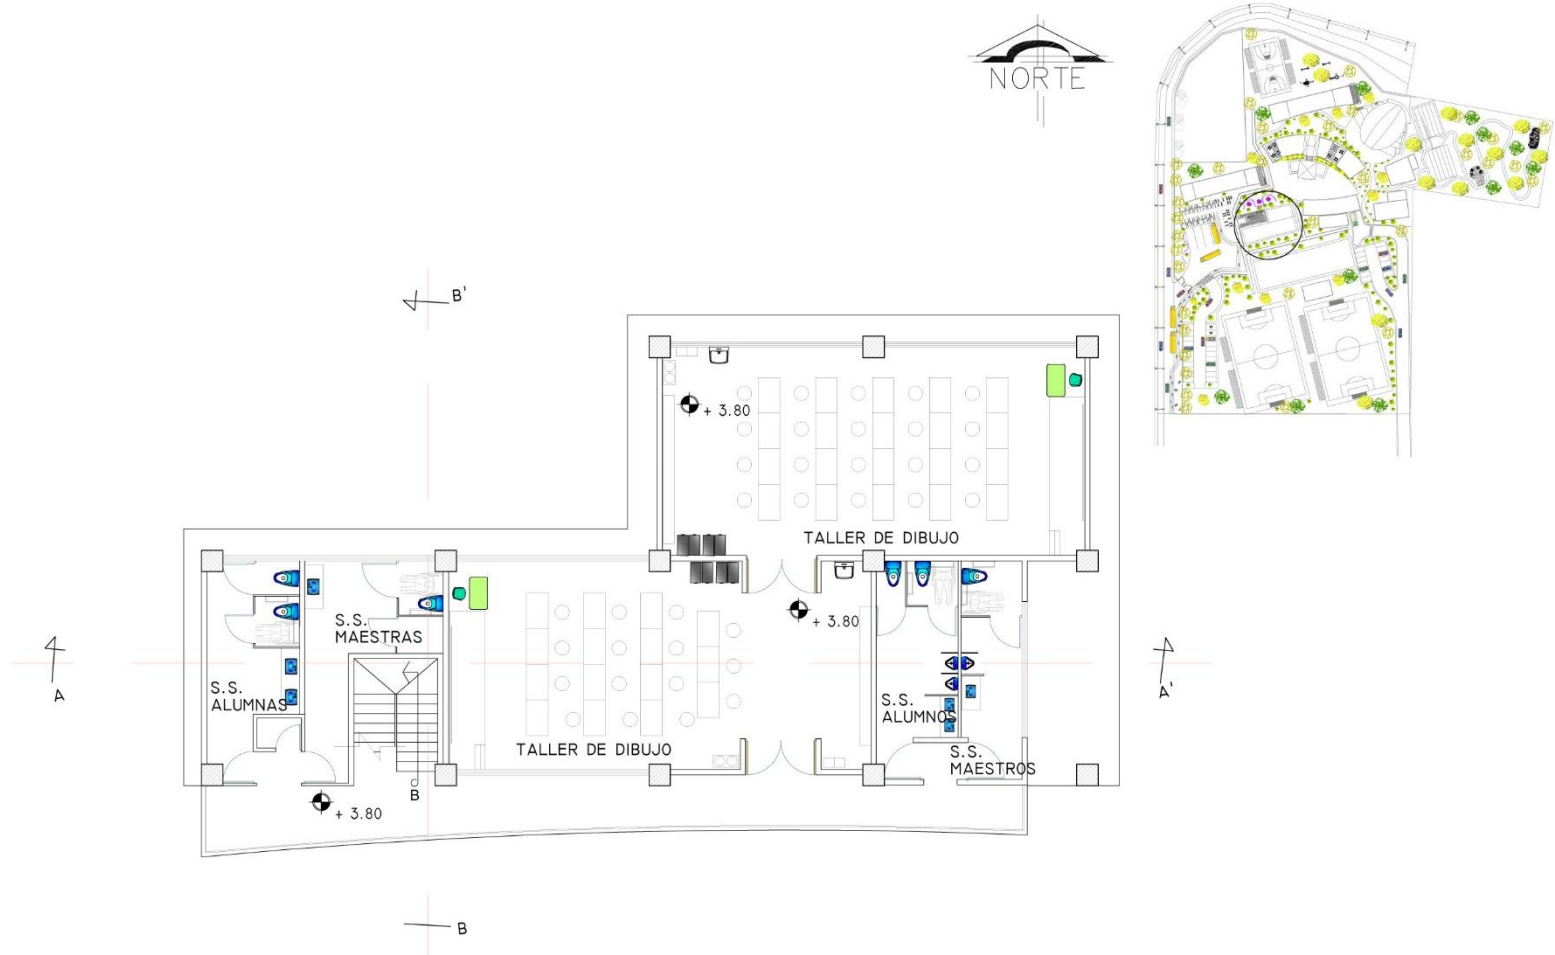 NORTE
B'
+ 3.80
TALLER DE DIBUJO
+ 3.80
S.S.
MAESTRAS
A
A'
S.S.
ALUMNAS
S.S.
ALUMNOS
TALLER DE DIBUJO
S.S.
MAESTROS
B
+ 3.80
B